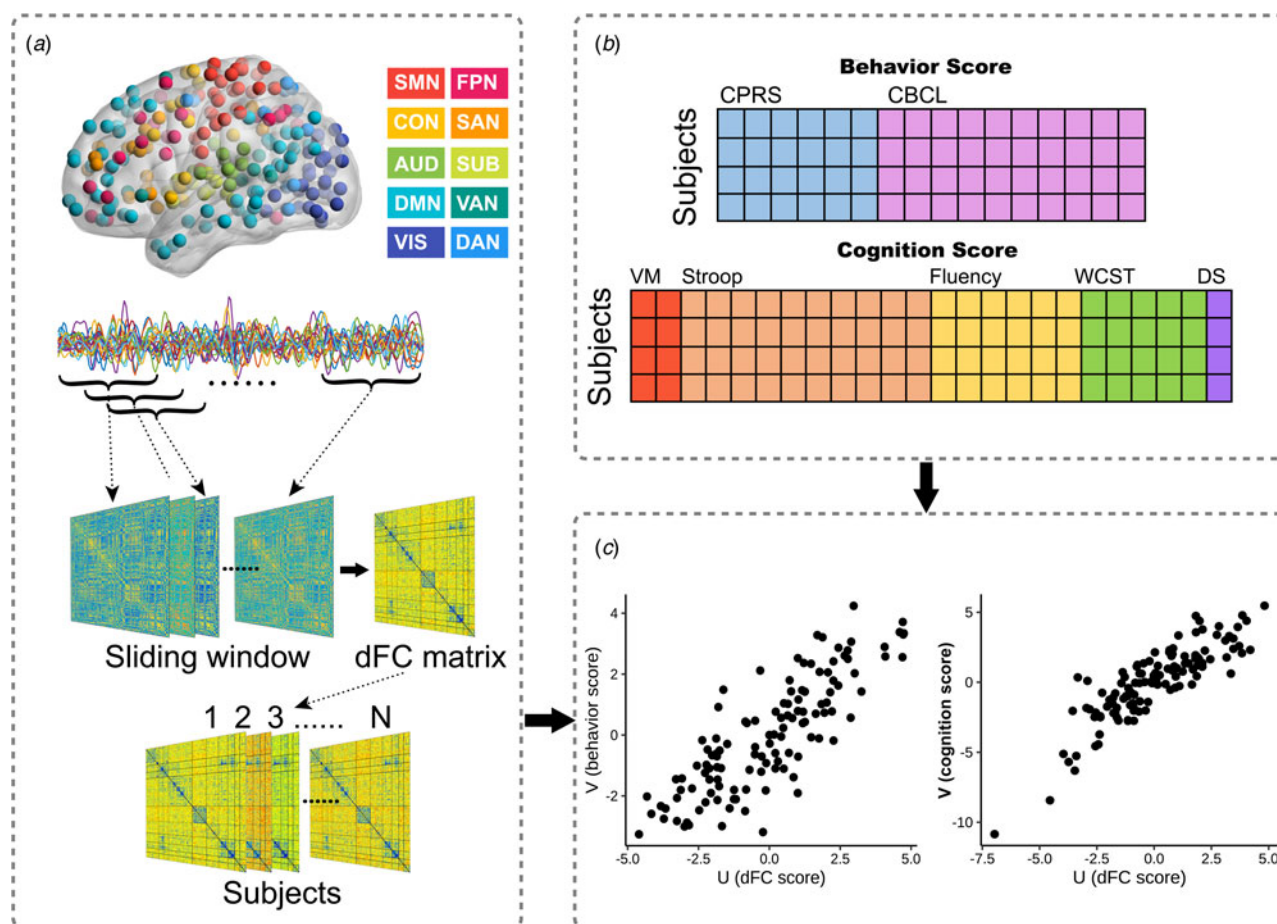 (a)
SMN FPN
CON SAN
AUD SUB
DMN VAN
VIS DAN
Sliding window dFC matrix
1 2 3 ...... N
Subjects
(b)
Behavior Score
CPRS CBCL
Subjects
Cognition Score
VM Stroop Fluency WCST DS
Subjects
(c)
V (behavior score)
4
2
0
-2
-5.0 -2.5 0.0 2.5 5.0
U (dFC score)
V (cognition score)
5
0
-5
-10
-7.5 -5.0 -2.5 0.0 2.5 5.0
U (dFC score)